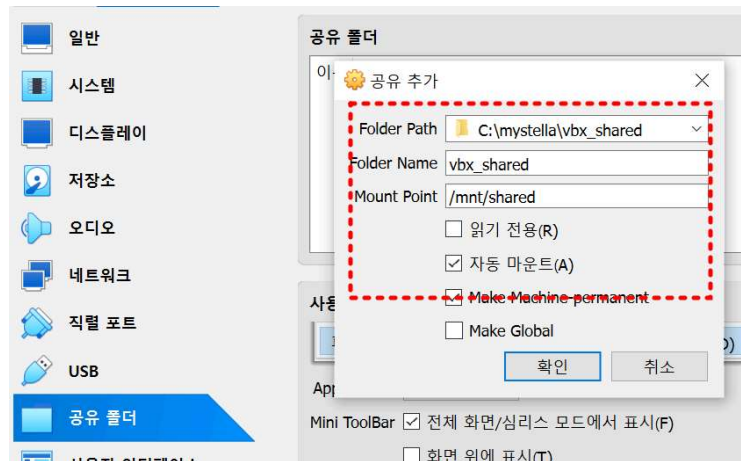 일반
시스템
디스플레이
저장소
오디오
네트워크
직렬 포트
USB
공유 폴더
공유 폴더
공유 추가
Folder Path C:\mystella\vbx_shared
Folder Name vbx_shared
Mount Point /mnt/shared
읽기 전용(R)
자동 마운트(A)
Make Machine-permanent
Make Global
확인 취소
Mini ToolBar 전체 화면/심리스 모드에서 표시(F)
화면 위에 표시(T)